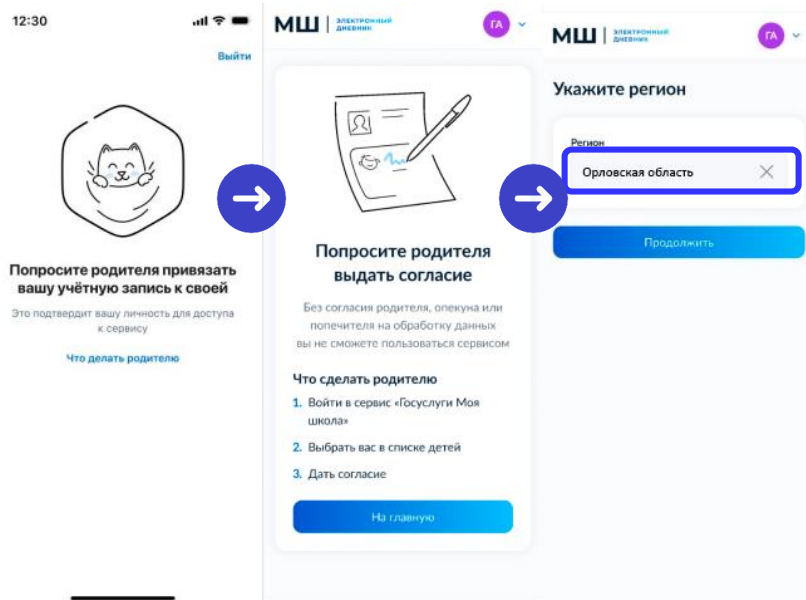 12:30
Выйти
Попросите родителя привязать
вашу учётную запись к своей
Это подтвердит вашу личность для доступа
к сервису
Что делать родителю
МШ | ЭЛЕКТРОННЫЙ
ДНЕВНИК
ГА
Попросите родителя
выдать согласие
Без согласия родителя, опекуна или
попечителя на обработку данных
вы не сможете пользоваться сервисом
Что сделать родителю
1. Войти в сервис «Госуслуги Моя
школа»
2. Выбрать вас в списке детей
3. Дать согласие
На главную
МШ | ЭЛЕКТРОННЫЙ
ДНЕВНИК
ГА
Укажите регион
Регион
Орловская область
Продолжить